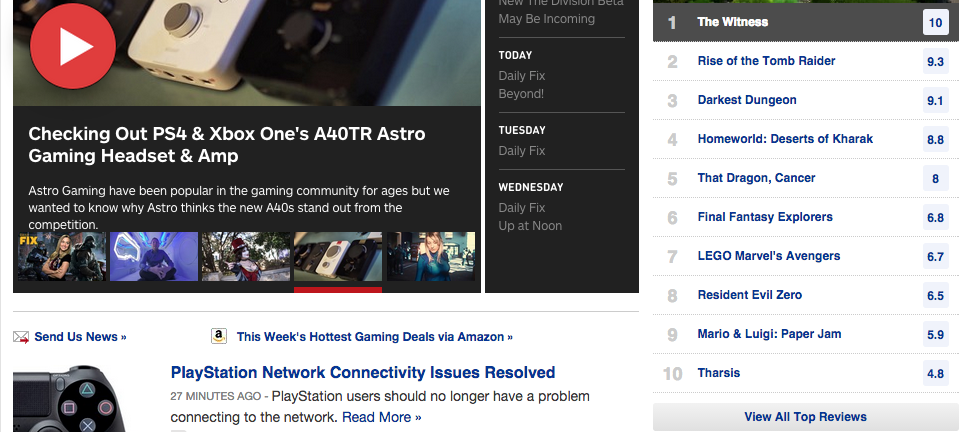 Checking Out PS4 & Xbox One's A40TR Astro
Gaming Headset & Amp
Astro Gaming have been popular in the gaming community for ages but we
wanted to know why Astro thinks the new A40s stand out from the
competition.
FIX
New The Division Beta
May Be Incoming
TODAY
Daily Fix
Beyond!
TUESDAY
Daily Fix
WEDNESDAY
Daily Fix
Up at Noon
Send Us News »
a This Week's Hottest Gaming Deals via Amazon »
PlayStation Network Connectivity Issues Resolved
27 MINUTES AGO - PlayStation users should no longer have a problem
connecting to the network. Read More »
1 The Witness 10
2 Rise of the Tomb Raider 9.3
3 Darkest Dungeon 9.1
4 Homeworld: Deserts of Kharak 8.8
5 That Dragon, Cancer 8
6 Final Fantasy Explorers 6.8
7 LEGO Marvel's Avengers 6.7
8 Resident Evil Zero 6.5
9 Mario & Luigi: Paper Jam 5.9
10 Tharsis 4.8
View All Top Reviews